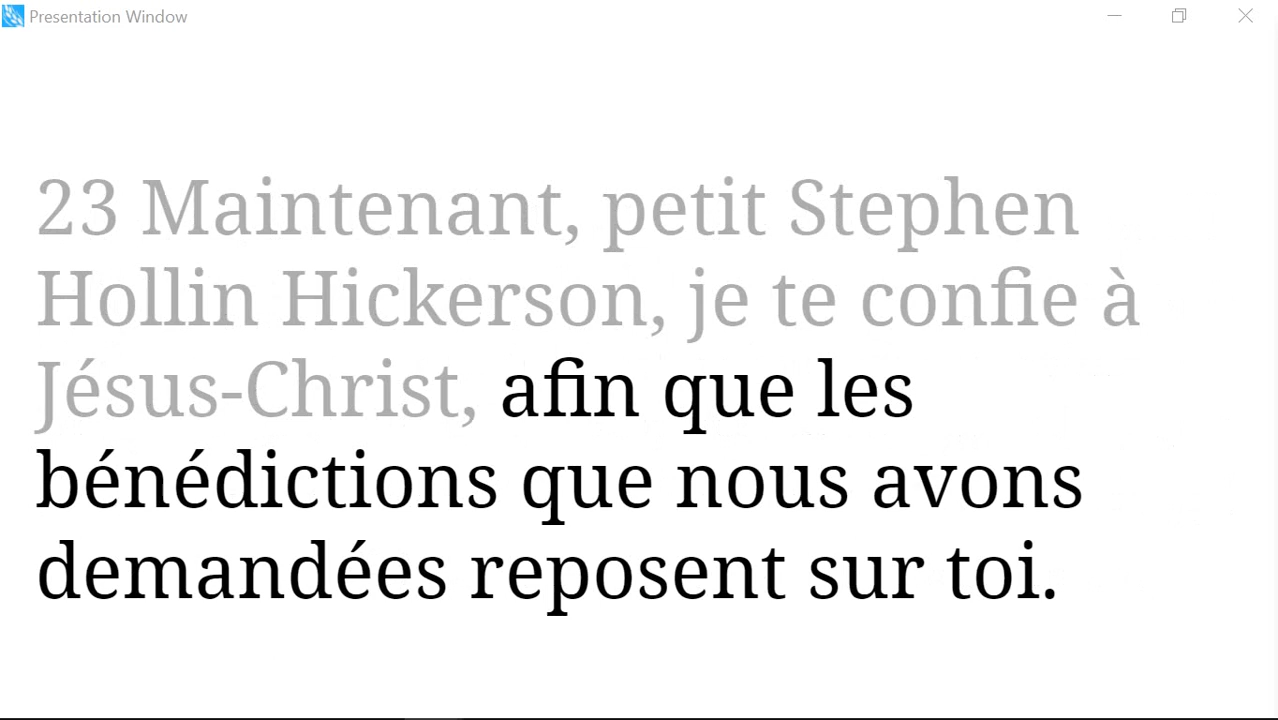 Presentation Window
23 Maintenant, petit Stephen
Hollin Hickerson, je te confie à
Jésus-Christ, afin que les
bénédictions que nous avons
demandées reposent sur toi.